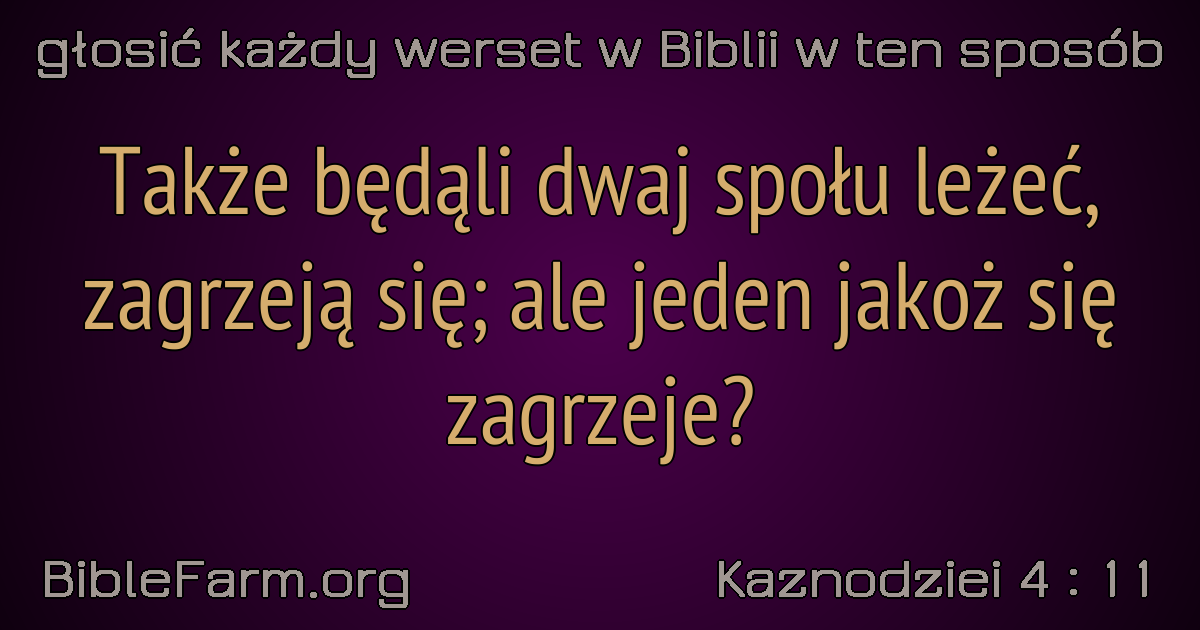 głosić każdy werset w Biblii w ten sposób
Także będąli dwaj społu leżeć,
zagrzeją się; ale jeden jakoż się
zagrzeje?
BibleFarm.org
Kaznodziei 4 : 11